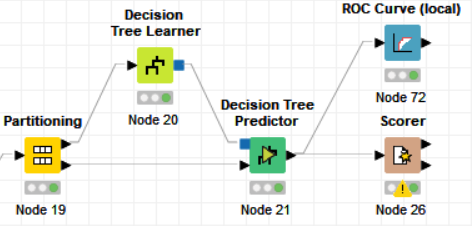 ROC Curve (local)
Decision
Tree Learner
Node 72
Partitioning
Node 20
Decision Tree
Predictor
Scorer
Node 19
Node 21
Node 26